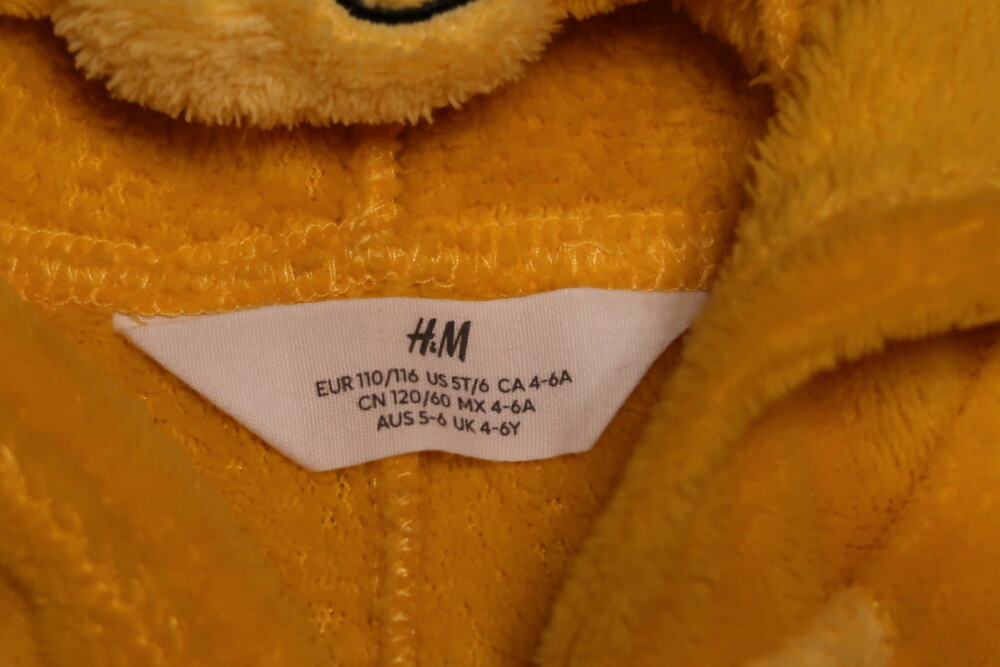 H&M
EUR 110/116 US 5T/6 CA 4-6A
CN 120/60 MX 4-6A
AUS 5-6 UK 4-6Y